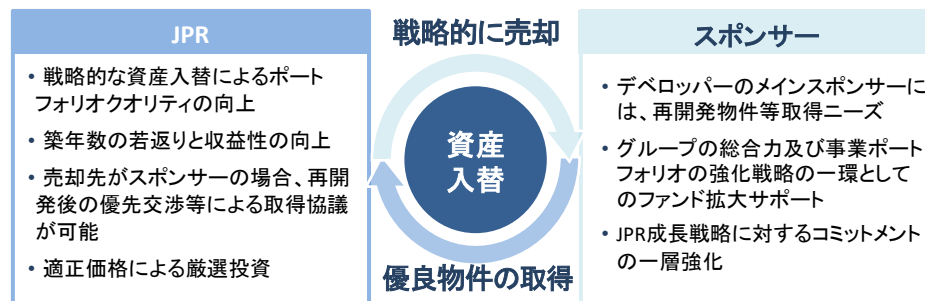 JPR
• 戦略的な資産入替によるポート
フォリオクオリティの向上
• 築年数の若返りと収益性の向上
• 売却先がスポンサーの場合、再開
発後の優先交渉等による取得協議
が可能
• 適正価格による厳選投資
戦略的に売却
資産
入替
優良物件の取得
スポンサー
• デベロッパーのメインスポンサーに
は、再開発物件等取得ニーズ
• グループの総合力及び事業ポート
フォリオの強化戦略の一環として
のファンド拡大サポート
• JPR成長戦略に対するコミットメント
の一層強化